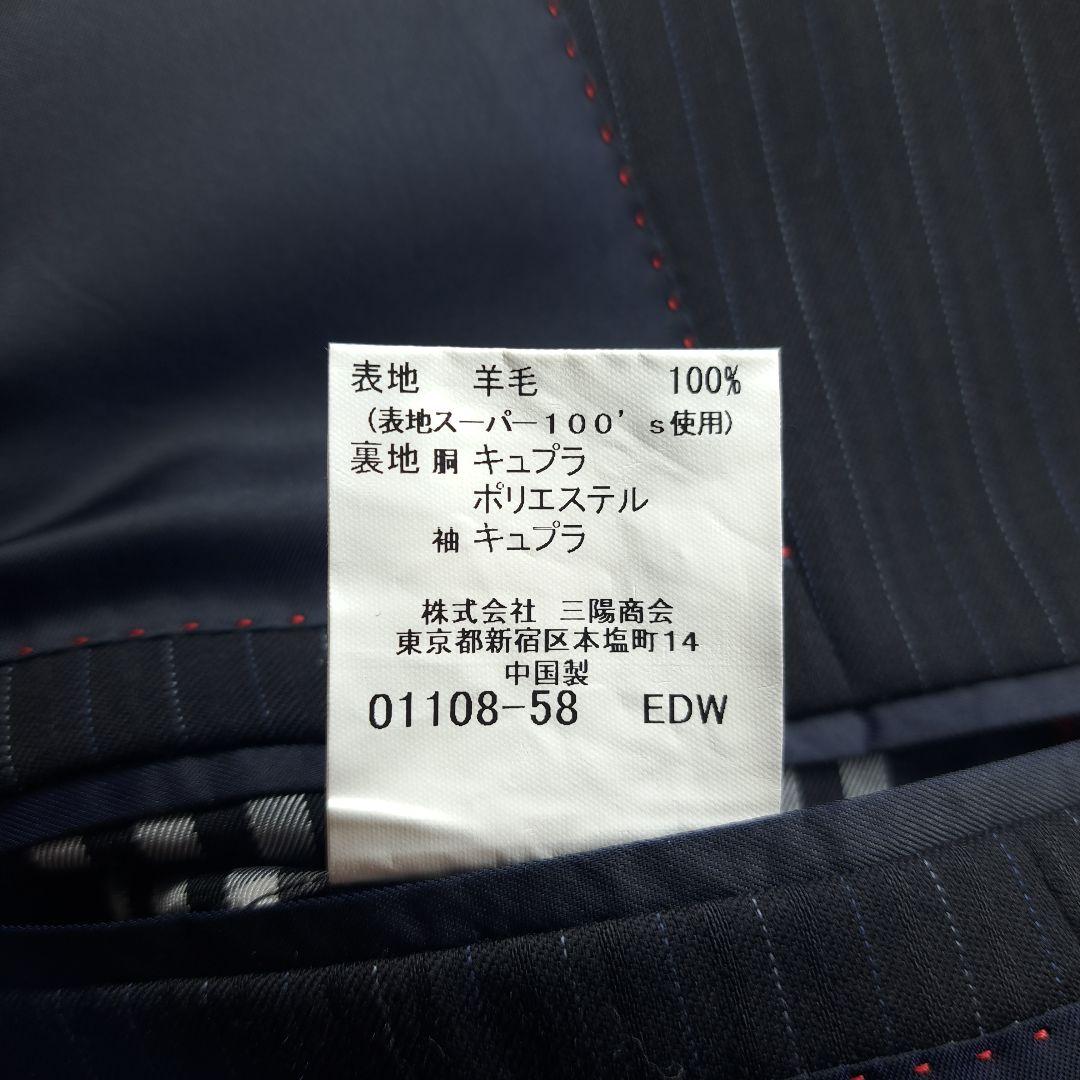 表地 羊毛 100%
(表地スーパー100's使用)
裏地 胴 キュプラ
ポリエステル
袖 キュプラ
株式会社 三陽商会
東京都新宿区本塩町14
中国製
01108-58 EDW